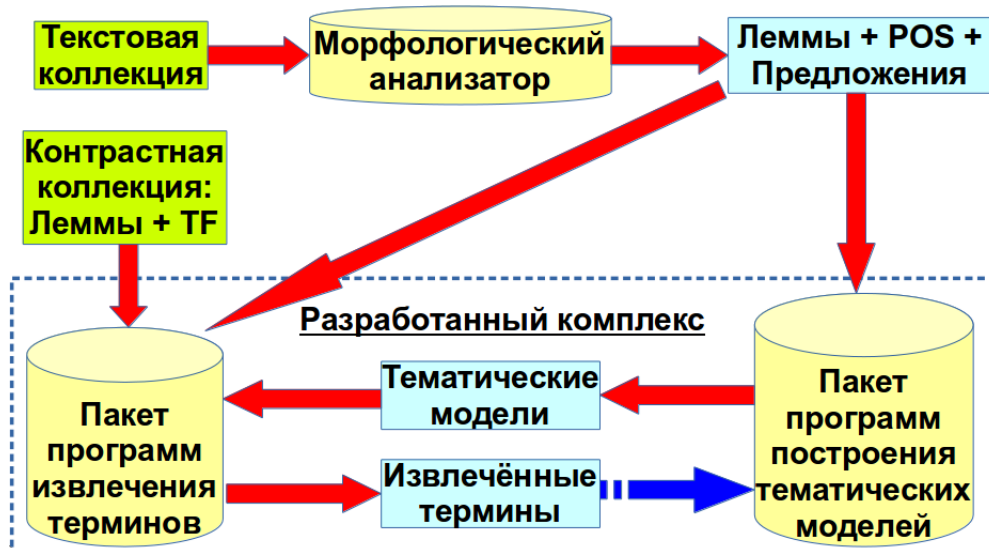 Текстовая
коллекция
Морфологический
анализатор
Леммы + POS +
Предложения
Контрастная
коллекция:
Леммы + TF
Разработанный комплекс
Пакет
программ
извлечения
терминов
Тематические
модели
Извлечённые
термины
Пакет
программ
построения
тематических
моделей